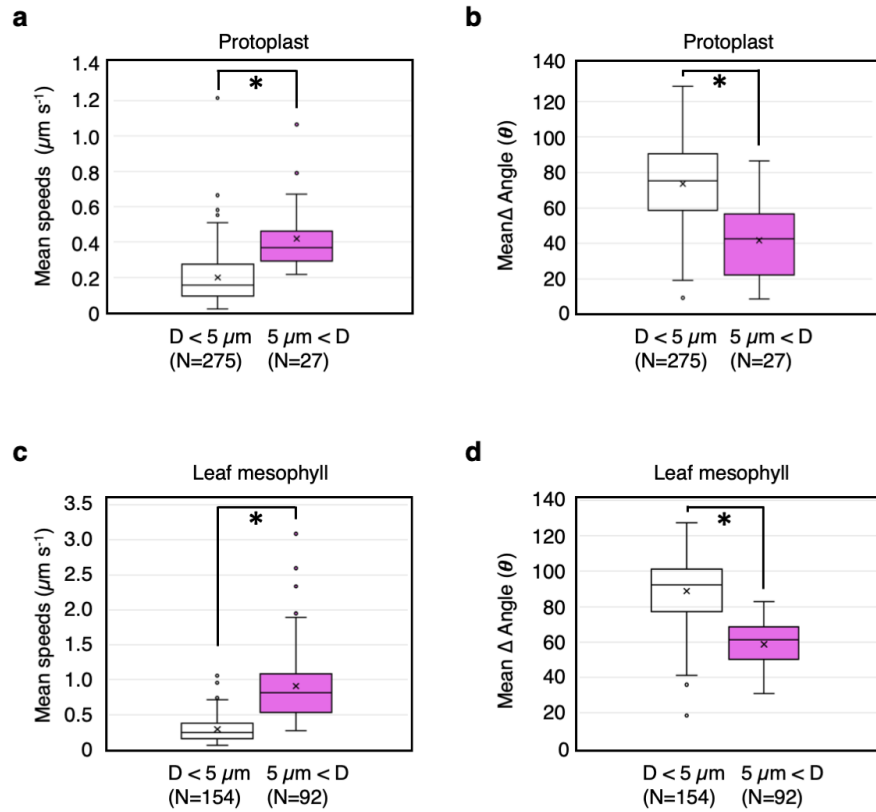 a
Protoplast
Mean speeds (µm s-1)
1.4
1.2
1.0
0.8
0.6
0.4
0.2
0
*
D < 5 µm
(N=275)
5 µm < D
(N=27)
b
Protoplast
MeanΔ Angle (θ)
140
120
100
80
60
40
20
0
*
D < 5 µm
(N=275)
5 µm < D
(N=27)
c
Leaf mesophyll
Mean speeds (µm s-1)
3.5
3.0
2.5
2.0
1.0
0.5
0
*
D < 5 µm
(N=154)
5 µm < D
(N=92)
d
Leaf mesophyll
Mean Δ Angle (θ)
140
120
100
80
60
40
20
0
*
D < 5 µm
(N=154)
5 µm < D
(N=92)